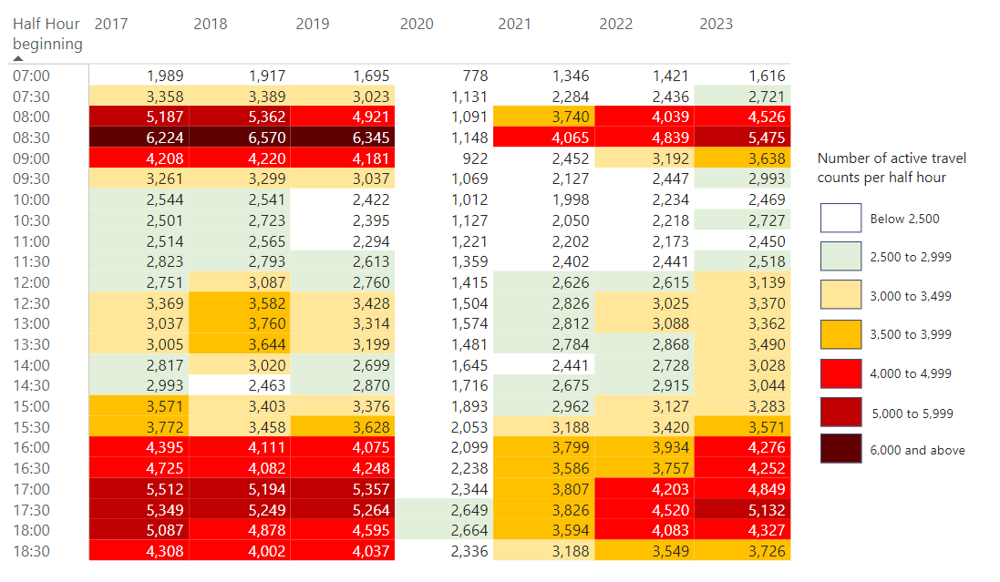 Half Hour beginning 2017 2018 2019 2020 2021 2022 2023
07:00 1,989 1,917 1,695 778 1,346 1,421 1,616
07:30 3,358 3,389 3,023 1,131 2,284 2,436 2,721
08:00 5,187 5,362 4,921 1,091 3,740 4,039 4,526
08:30 6,224 6,570 6,345 1,148 4,065 4,839 5,475
09:00 4,208 4,220 4,181 922 2,452 3,192 3,638
09:30 3,261 3,299 3,037 1,069 2,127 2,447 2,993
10:00 2,544 2,541 2,422 1,012 1,998 2,234 2,469
10:30 2,501 2,723 2,395 1,127 2,050 2,218 2,727
11:00 2,514 2,565 2,294 1,221 2,202 2,173 2,450
11:30 2,823 2,793 2,613 1,359 2,402 2,441 2,518
12:00 2,751 3,087 2,760 1,415 2,626 2,615 3,139
12:30 3,369 3,582 3,428 1,504 2,826 3,025 3,370
13:00 3,037 3,760 3,314 1,574 2,812 3,088 3,362
13:30 3,005 3,644 3,199 1,481 2,784 2,868 3,490
14:00 2,817 3,020 2,699 1,645 2,441 2,728 3,028
14:30 2,993 2,463 2,870 1,716 2,675 2,915 3,044
15:00 3,571 3,403 3,376 1,893 2,962 3,127 3,283
15:30 3,772 3,458 3,628 2,053 3,188 3,420 3,571
16:00 4,395 4,111 4,075 2,099 3,799 3,934 4,276
16:30 4,725 4,082 4,248 2,238 3,586 3,757 4,252
17:00 5,512 5,194 5,357 2,344 3,807 4,203 4,849
17:30 5,349 5,249 5,264 2,649 3,826 4,520 5,132
18:00 5,087 4,878 4,595 2,664 3,594 4,083 4,327
18:30 4,308 4,002 4,037 2,336 3,188 3,549 3,726
Number of active travel
counts per half hour
Below 2,500
2,500 to 2,999
3,000 to 3,499
3,500 to 3,999
4,000 to 4,999
5,000 to 5,999
6,000 and above